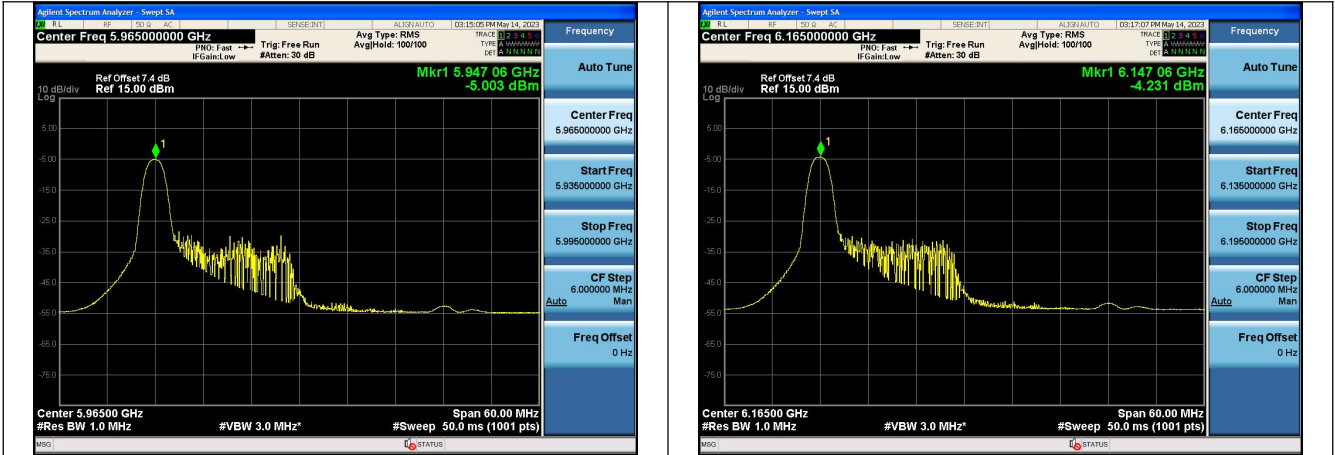 Agilent Spectrum Analyzer - Swept SA
RL RF 50 Ω AC SENSE:INT ALIGNAUTO 03:15:05 PM May 14, 2023
Center Freq 5.965000000 GHz
PNO: Fast
IFGain:Low
Trig: Free Run
#Atten: 30 dB
Avg Type: RMS
Avg|Hold: 100/100
TRACE 1 2 3 4 5 6
TYPE A
DET A N N N N N
Mkr1 5.947 06 GHz
-5.003 dBm
Ref Offset 7.4 dB
10 dB/div Ref 15.00 dBm
Log
5.00
-5.00
-15.0
-25.0
-35.0
-45.0
-55.0
-65.0
-75.0
1
Center 5.96500 GHz Span 60.00 MHz
#Res BW 1.0 MHz #VBW 3.0 MHz* #Sweep 50.0 ms (1001 pts)
MSG STATUS
Frequency
Auto Tune
Center Freq
5.965000000 GHz
Start Freq
5.935000000 GHz
Stop Freq
5.995000000 GHz
CF Step
6.000000 MHz
Auto Man
Freq Offset
0 Hz
Agilent Spectrum Analyzer - Swept SA
RL RF 50 Ω AC SENSE:INT ALIGNAUTO 03:17:07 PM May 14, 2023
Center Freq 6.165000000 GHz
PNO: Fast
IFGain:Low
Trig: Free Run
#Atten: 30 dB
Avg Type: RMS
Avg|Hold: 100/100
TRACE 1 2 3 4 5 6
TYPE A
DET A N N N N N
Mkr1 6.147 06 GHz
-4.231 dBm
Ref Offset 7.4 dB
10 dB/div Ref 15.00 dBm
Log
5.00
-5.00
-15.0
-25.0
-35.0
-45.0
-55.0
-65.0
-75.0
1
Center 6.16500 GHz Span 60.00 MHz
#Res BW 1.0 MHz #VBW 3.0 MHz* #Sweep 50.0 ms (1001 pts)
MSG STATUS
Frequency
Auto Tune
Center Freq
6.165000000 GHz
Start Freq
6.135000000 GHz
Stop Freq
6.195000000 GHz
CF Step
6.000000 MHz
Auto Man
Freq Offset
0 Hz